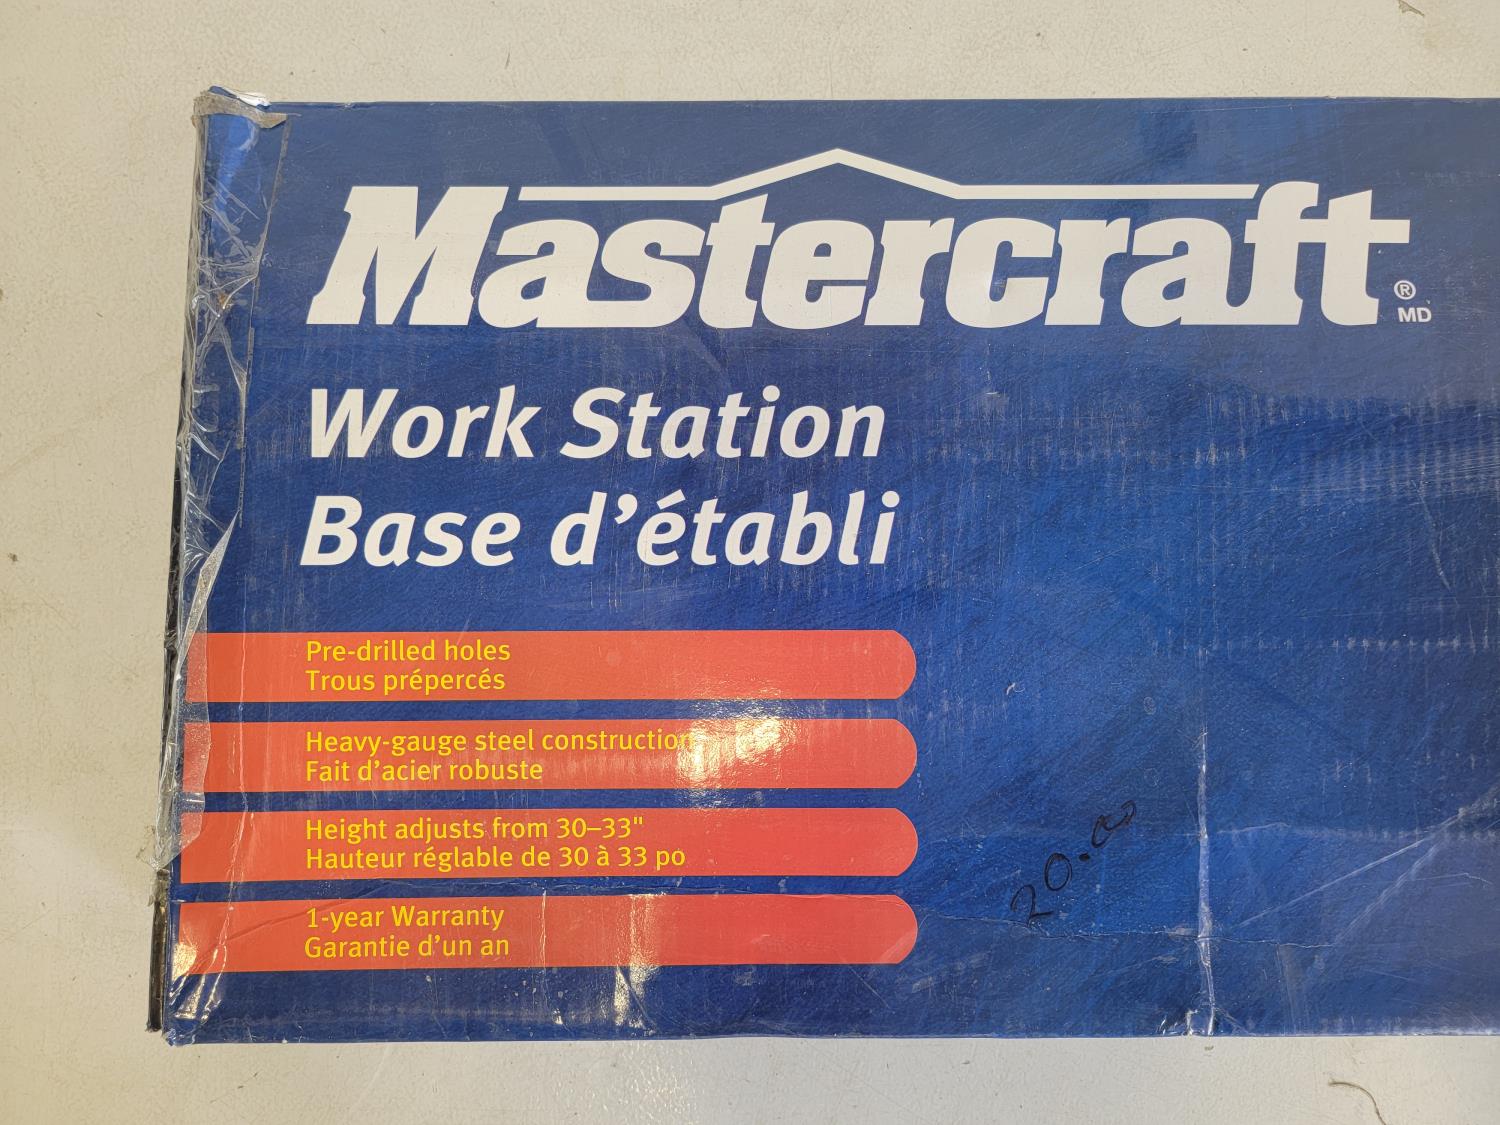 Mastercraft
®
MD
Work Station
Base d'établi
Pre-drilled holes
Trous prépercés
Heavy-gauge steel construction
Fait d'acier robuste
Height adjusts from 30–33"
Hauteur réglable de 30 à 33 po
1-year Warranty
Garantie d'un an
20.00